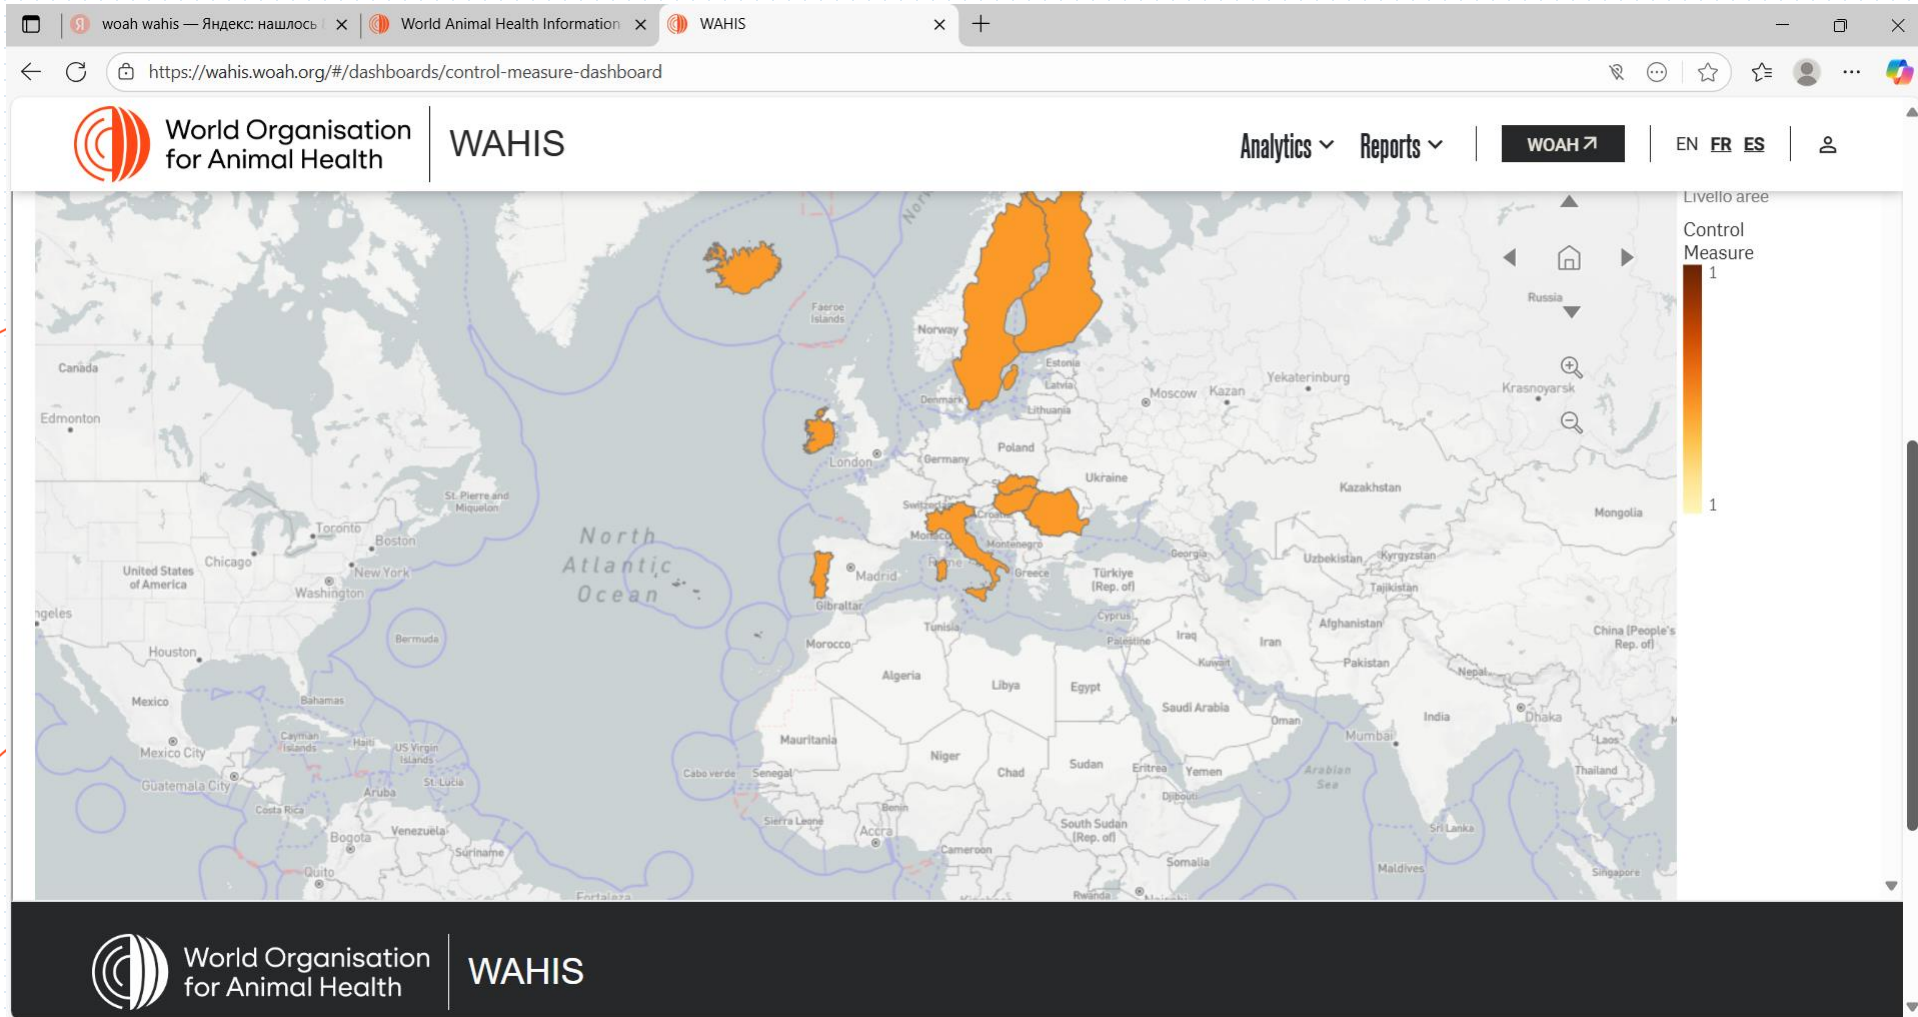 woah wahis — Яндекс: нашлось
World Animal Health Information
WAHIS
https://wahis.woah.org/#/dashboards/control-measure-dashboard
World Organisation
for Animal Health
WAHIS
Analytics
Reports
WOAH
EN FR ES
Livello aree
Control
Measure
1
1
Russia
Faeroe
Islands
Norway
Canada
Edmonton
Estonia
Latvia
Lithuania
Denmark
Moscow
Kazan
Yekaterinburg
Krasnoyarsk
London
Germany
Poland
Ukraine
Kazakhstan
Mongolia
St. Pierre and
Miquelon
Toronto
Boston
Chicago
New York
United States
of America
Washington
North
Atlantic
Ocean
Madrid
Gibraltar
Montenegro
Greece
Türkiye
(Rep. of)
Georgia
Uzbekistan
Kyrgyzstan
Tajikistan
ngeles
Bermuda
Houston
Morocco
Tunisia
Cyprus
Palestine
Iraq
Iran
Afghanistan
China (People's
Rep. of)
Kuwait
Pakistan
Nepal
Algeria
Libya
Egypt
Saudi Arabia
Oman
India
Dhaka
Mexico
Bahamas
Mexico City
Cayman
Islands
Haiti
US Virgin
Islands
Mauritania
Niger
Chad
Sudan
Eritrea
Yemen
Mumbai
Arabian
Sea
Laos
Thailand
Guatemala City
Aruba
St. Lucia
Cabo verde
Senegal
Djibouti
Costa Rica
Bogota
Venezuela
Suriname
Sierra Leone
Benin
Accra
South Sudan
(Rep. of)
Cameroon
Somalia
Sri Lanka
Maldives
Singapore
Quito
Fortaleza
Rwanda
World Organisation
for Animal Health
WAHIS